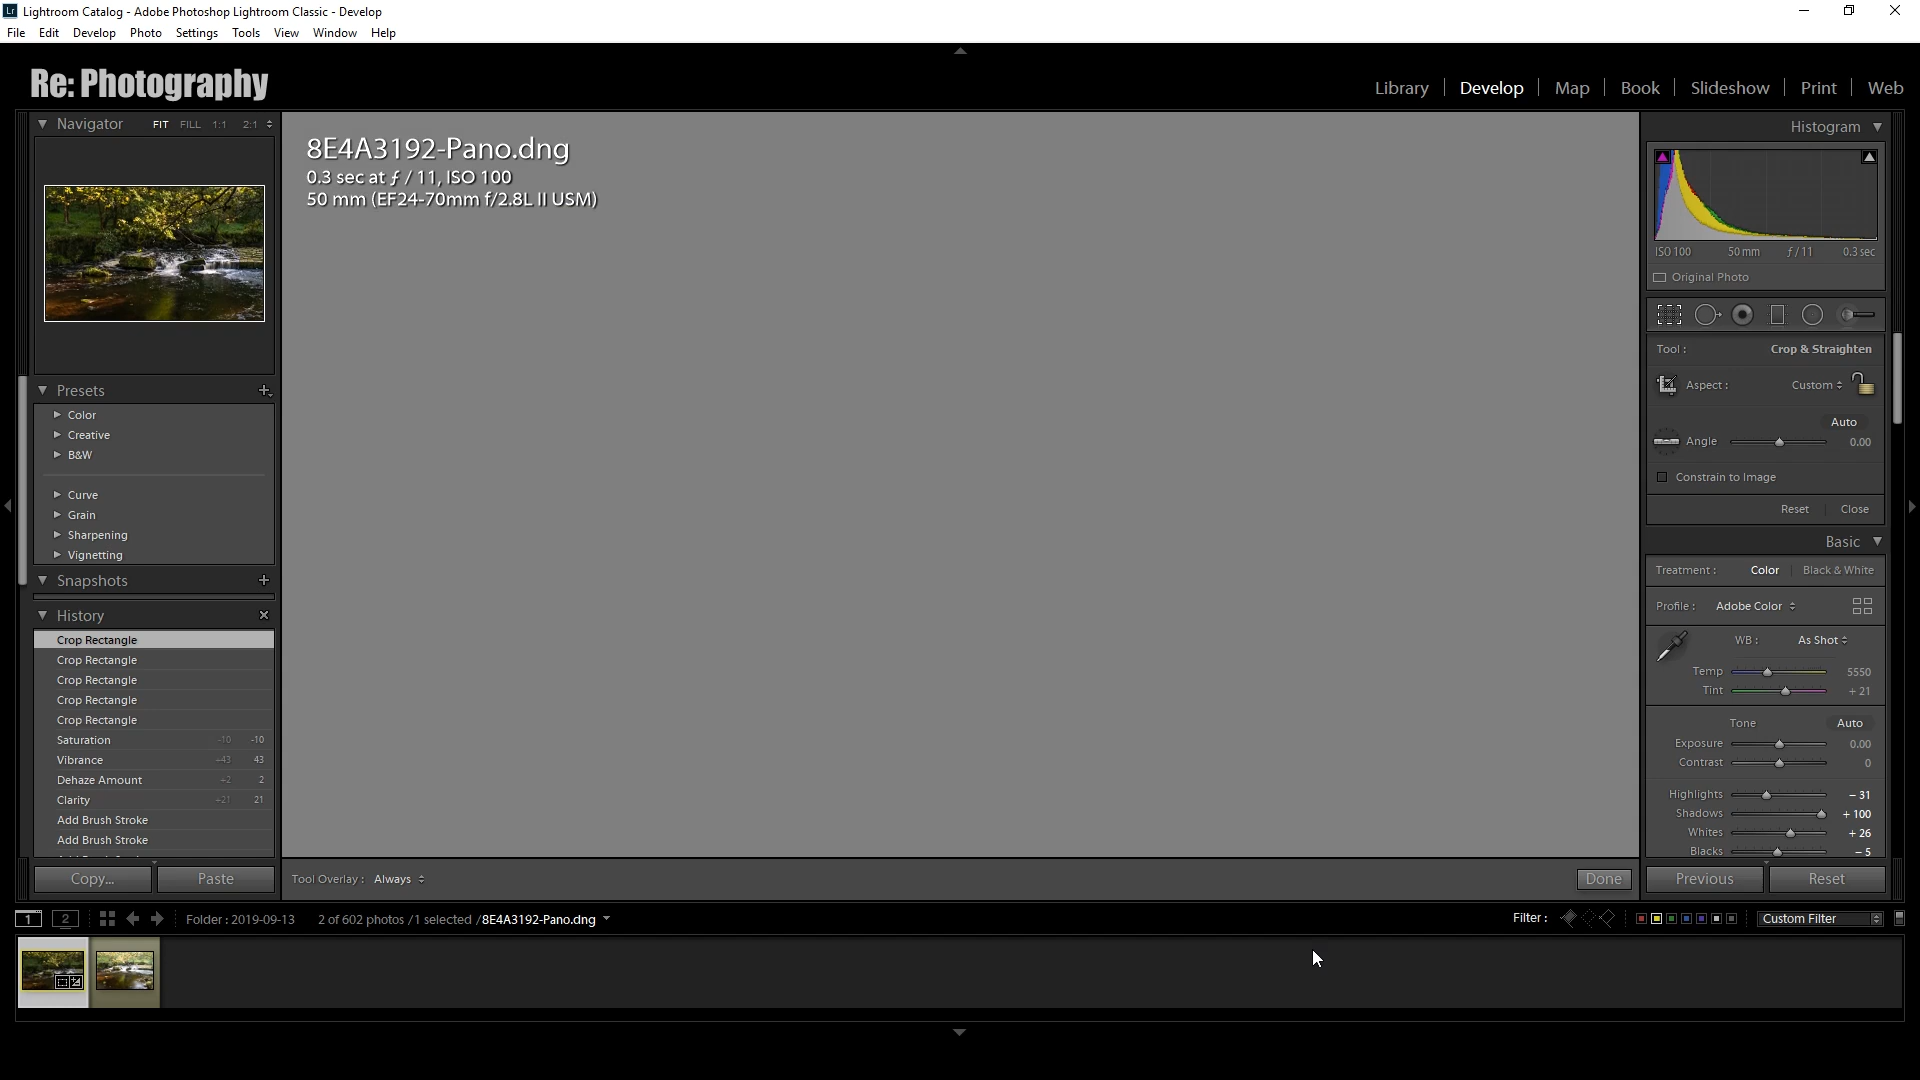 Lr Lightroom Catalog - Adobe Photoshop Lightroom Classic - Develop
File Edit Develop Photo Settings Tools View Window Help
Re: Photography
Library Develop Map Book Slideshow Print Web
Navigator FIT FILL 1:1 2:1
Presets
Color
Creative
B&W
Curve
Grain
Sharpening
Vignetting
Snapshots
History
Crop Rectangle
Crop Rectangle
Crop Rectangle
Crop Rectangle
Crop Rectangle
Saturation -10 -10
Vibrance +43 43
Dehaze Amount +2 2
Clarity +21 21
Add Brush Stroke
Add Brush Stroke
Copy... Paste
8E4A3192-Pano.dng
0.3 sec at ƒ / 11, ISO 100
50 mm (EF24-70mm f/2.8L II USM)
Tool Overlay : Always
Done
Histogram
ISO 100 50 mm ƒ / 11 0.3 sec
Original Photo
Tool : Crop & Straighten
Aspect : Custom
Auto
Angle 0.00
Constrain to Image
Reset Close
Basic
Treatment : Color Black & White
Profile : Adobe Color
WB : As Shot
Temp 5550
Tint + 21
Tone Auto
Exposure 0.00
Contrast 0
Highlights – 31
Shadows + 100
Whites + 26
Blacks – 5
Previous Reset
1 2 Folder : 2019-09-13 2 of 602 photos / 1 selected / 8E4A3192-Pano.dng
Filter : Custom Filter